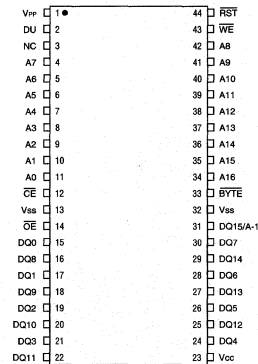 VPP 1 44 RST
DU 2 43 WE
NC 3 42 A8
A7 4 41 A9
A6 5 40 A10
A5 6 39 A11
A4 7 38 A12
A3 8 37 A13
A2 9 36 A14
A1 10 35 A15
A0 11 34 A16
CE 12 33 BYTE
Vss 13 32 Vss
OE 14 31 DQ15/A-1
DQ0 15 30 DQ7
DQ8 16 29 DQ14
DQ1 17 28 DQ6
DQ9 18 27 DQ13
DQ2 19 26 DQ5
DQ10 20 25 DQ12
DQ3 21 24 DQ4
DQ11 22 23 Vcc